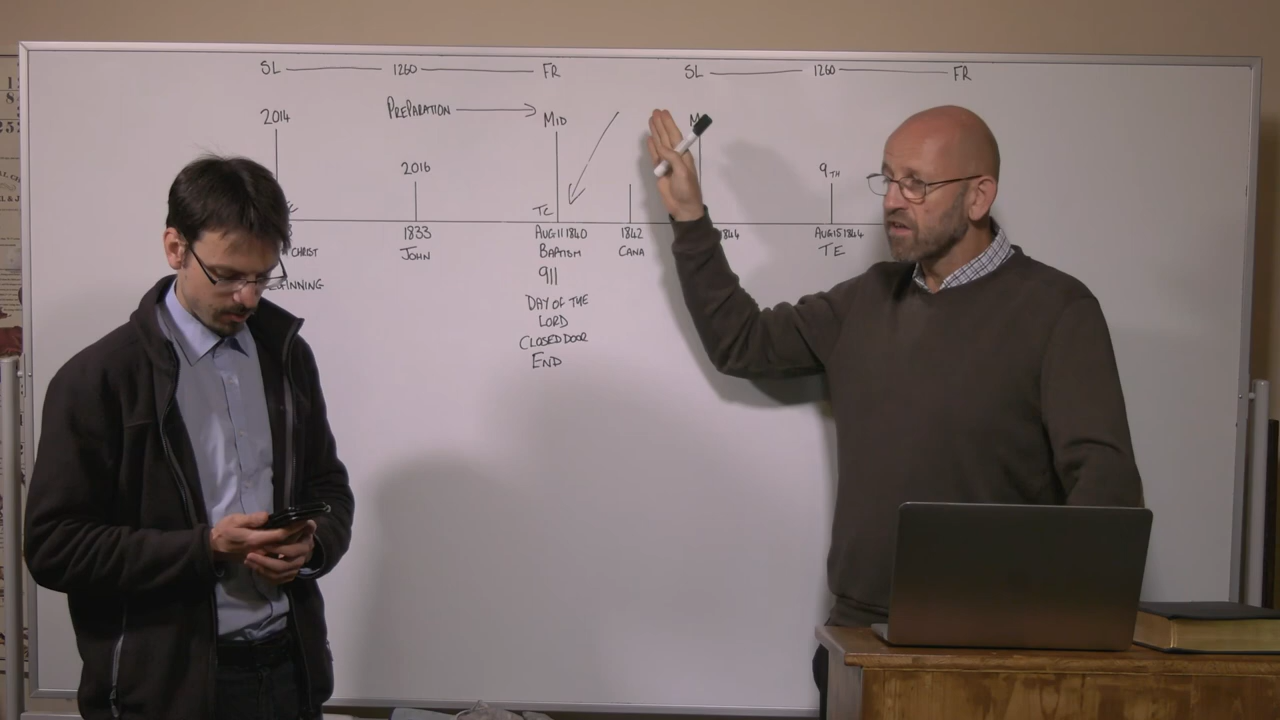 SL 1260 FR SL 1260 FR
2014 PREPARATION MID M
2016 9TH
TC
1833 AUG 11 1840 1842 1844 AUG 15 1844
CHRIST JOHN BAPTISM CANA TE
911
DAY OF THE
LORD
CLOSED DOOR
END